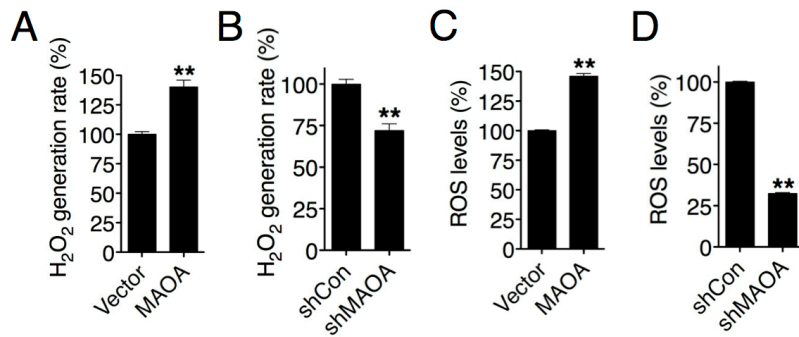 A
H₂O₂ generation rate (%)
150
125
100
75
50
25
0
**
Vector
MAOA
B
H₂O₂ generation rate (%)
100
75
50
25
0
**
shCon
shMAOA
C
ROS levels (%)
150
125
100
75
50
25
0
**
Vector
MAOA
D
ROS levels (%)
100
75
50
25
0
**
shCon
shMAOA